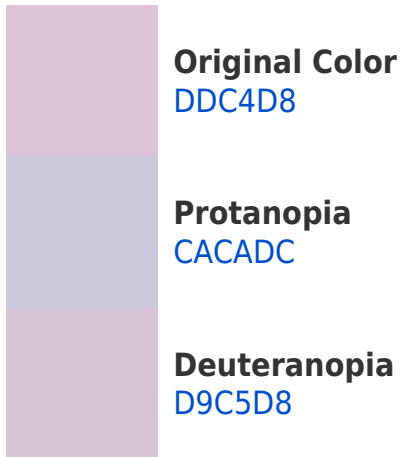 Original Color
DDC4D8
Protanopia
CACADC
Deuteranopia
D9C5D8